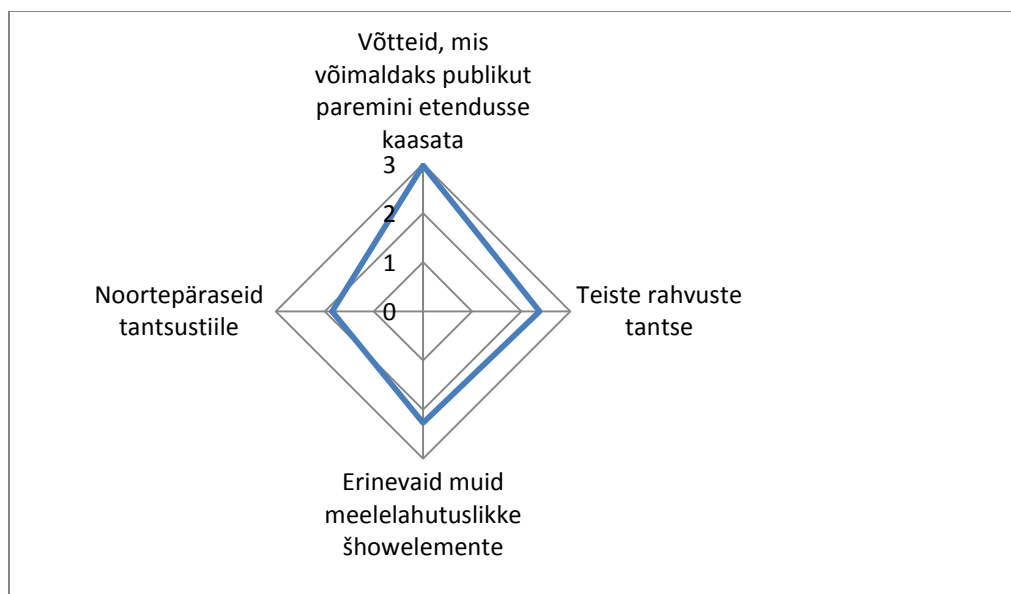 Võtteid, mis
võimaldaks publikut
paremini etendusse
kaasata
3
2
1
0
Noortepäraseid
tantsustiile
Teiste rahvuste
tantse
Erinevaid muid
meelelahutuslikke
šhowelemente